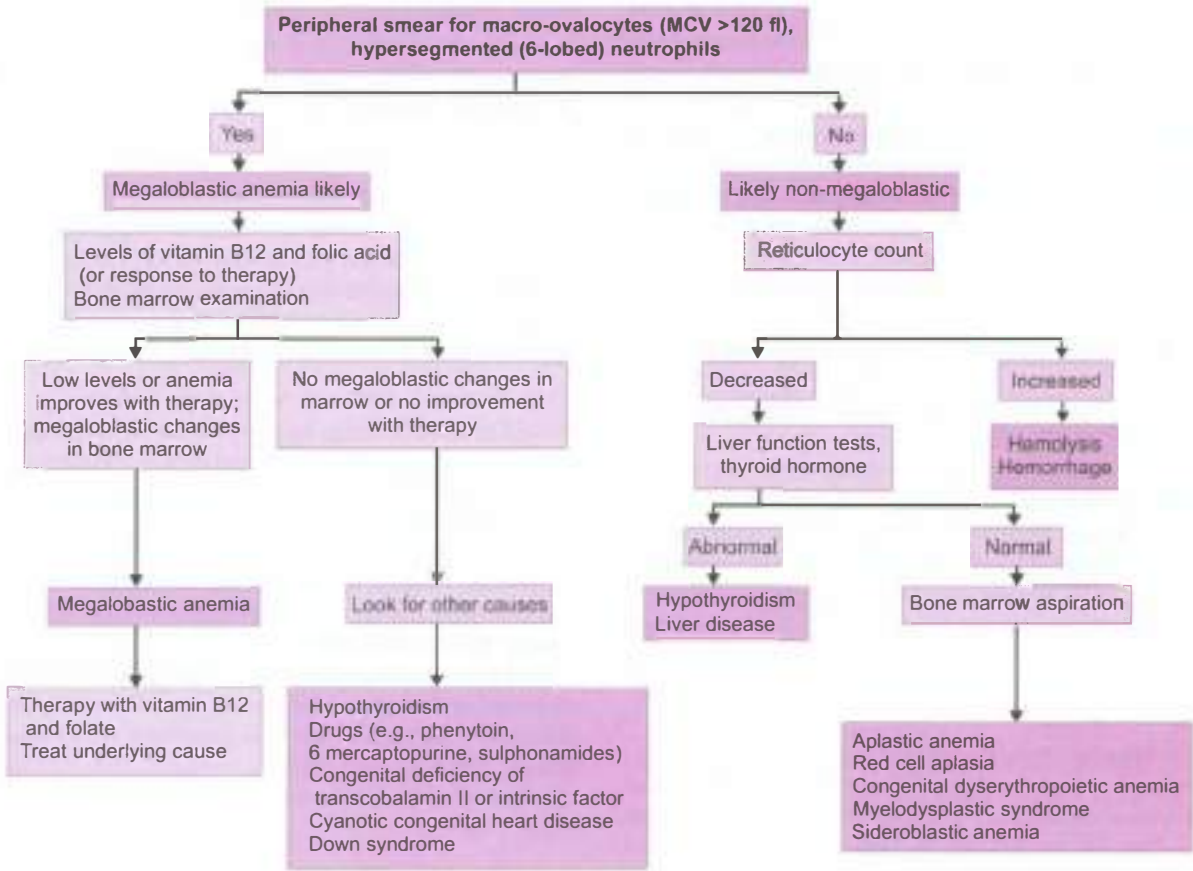 Peripheral smear for macro-ovalocytes (MCV >120 fl),
hypersegmented (6-lobed) neutrophils
Yes
No
Megaloblastic anemia likely
Likely non-megaloblastic
Levels of vitamin B12 and folic acid
(or response to therapy)
Bone marrow examination
Reticulocyte count
Low levels or anemia
improves with therapy;
megaloblastic changes
in bone marrow
No megaloblastic changes in
marrow or no improvement
with therapy
Decreased
Increased
Liver function tests,
thyroid hormone
Hemolysis
Hemorrhage
Abnormal
Normal
Megalobastic anemia
Look for other causes
Hypothyroidism
Liver disease
Bone marrow aspiration
Therapy with vitamin B12
and folate
Treat underlying cause
Hypothyroidism
Drugs (e.g., phenytoin,
6 mercaptopurine, sulphonamides)
Congenital deficiency of
transcobalamin II or intrinsic factor
Cyanotic congenital heart disease
Down syndrome
Aplastic anemia
Red cell aplasia
Congenital dyserythropoietic anemia
Myelodysplastic syndrome
Sideroblastic anemia